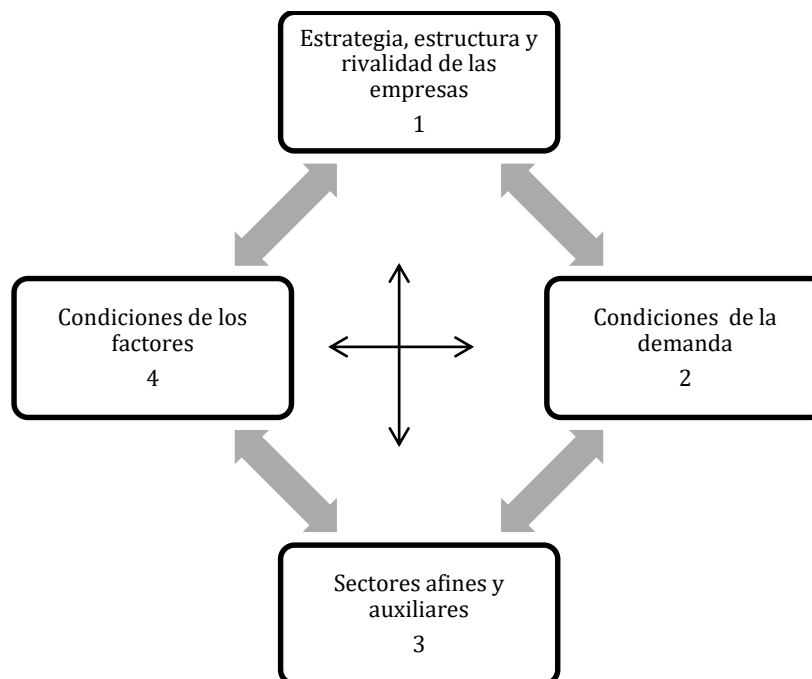 Estrategia, estructura y
rivalidad de las
empresas
1
Condiciones de los
factores
4
Condiciones de la
demanda
2
Sectores afines y
auxiliares
3